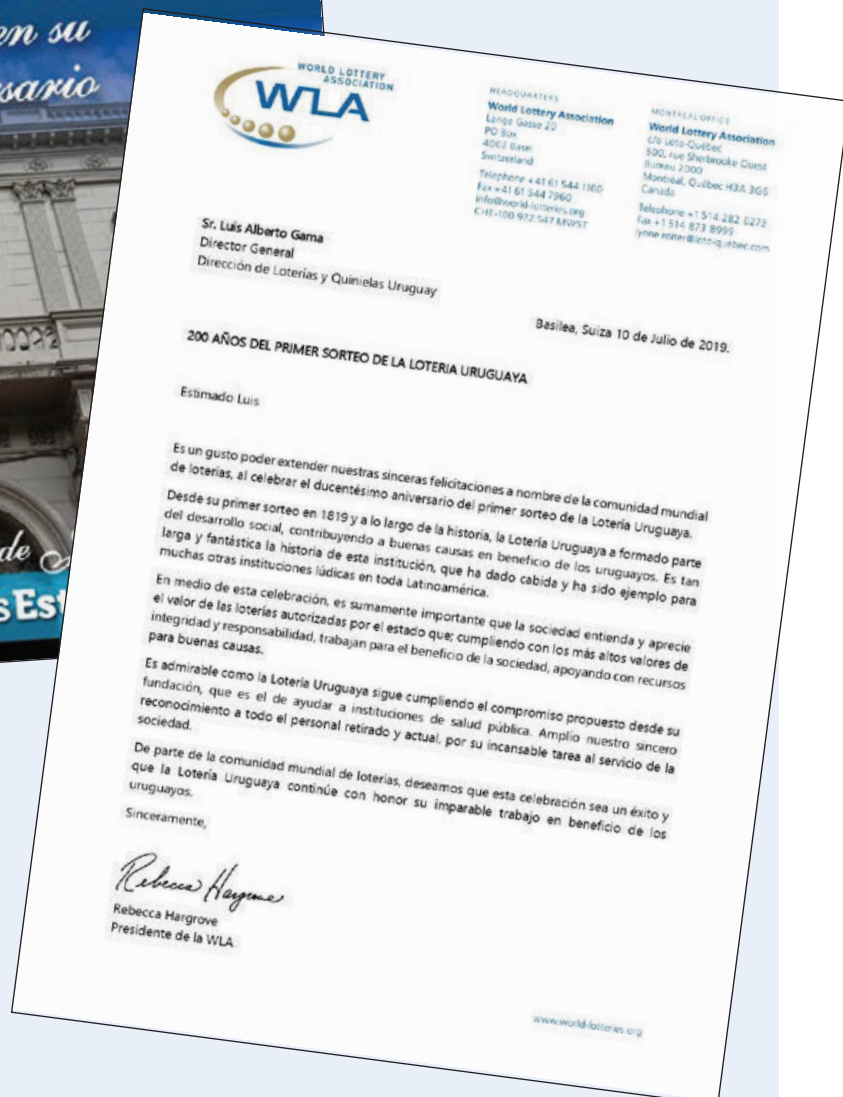 en su
sario
de
s Est
WORLD LOTTERY
ASSOCIATION
WLA
HEADQUARTERS
World Lottery Association
Lange Gasse 20
PO Box
4002 Basel
Switzerland
Telephone +41 61 544 1100
Fax +41 61 544 7960
info@world-lotteries.org
CHE-100.972.547 MWST
MONTREAL OFFICE
World Lottery Association
c/o Loto-Québec
500, rue Sherbrooke Ouest
Bureau 2000
Montréal, Québec H3A 3G6
Canada
Telephone +1 514 282 0273
Fax +1 514 873 8999
lynne.roiter@loto-quebec.com
Sr. Luis Alberto Gama
Director General
Dirección de Loterías y Quinielas Uruguay
Basilea, Suiza 10 de Julio de 2019.
200 AÑOS DEL PRIMER SORTEO DE LA LOTERIA URUGUAYA
Estimado Luis
Es un gusto poder extender nuestras sinceras felicitaciones a nombre de la comunidad mundial
de loterías, al celebrar el ducentésimo aniversario del primer sorteo de la Lotería Uruguaya.
Desde su primer sorteo en 1819 y a lo largo de la historia, la Lotería Uruguaya a formado parte
del desarrollo social, contribuyendo a buenas causas en beneficio de los uruguayos. Es tan
larga y fantástica la historia de esta institución, que ha dado cabida y ha sido ejemplo para
muchas otras instituciones lúdicas en toda Latinoamérica.
En medio de esta celebración, es sumamente importante que la sociedad entienda y aprecie
el valor de las loterías autorizadas por el estado que; cumpliendo con los más altos valores de
integridad y responsabilidad, trabajan para el beneficio de la sociedad, apoyando con recursos
para buenas causas.
Es admirable como la Lotería Uruguaya sigue cumpliendo el compromiso propuesto desde su
fundación, que es el de ayudar a instituciones de salud pública. Amplio nuestro sincero
reconocimiento a todo el personal retirado y actual, por su incansable tarea al servicio de la
sociedad.
De parte de la comunidad mundial de loterías, deseamos que esta celebración sea un éxito y
que la Lotería Uruguaya continúe con honor su imparable trabajo en beneficio de los
uruguayos.
Sinceramente,
Rebecca Hargrove
Rebecca Hargrove
Presidente de la WLA
www.world-lotteries.org